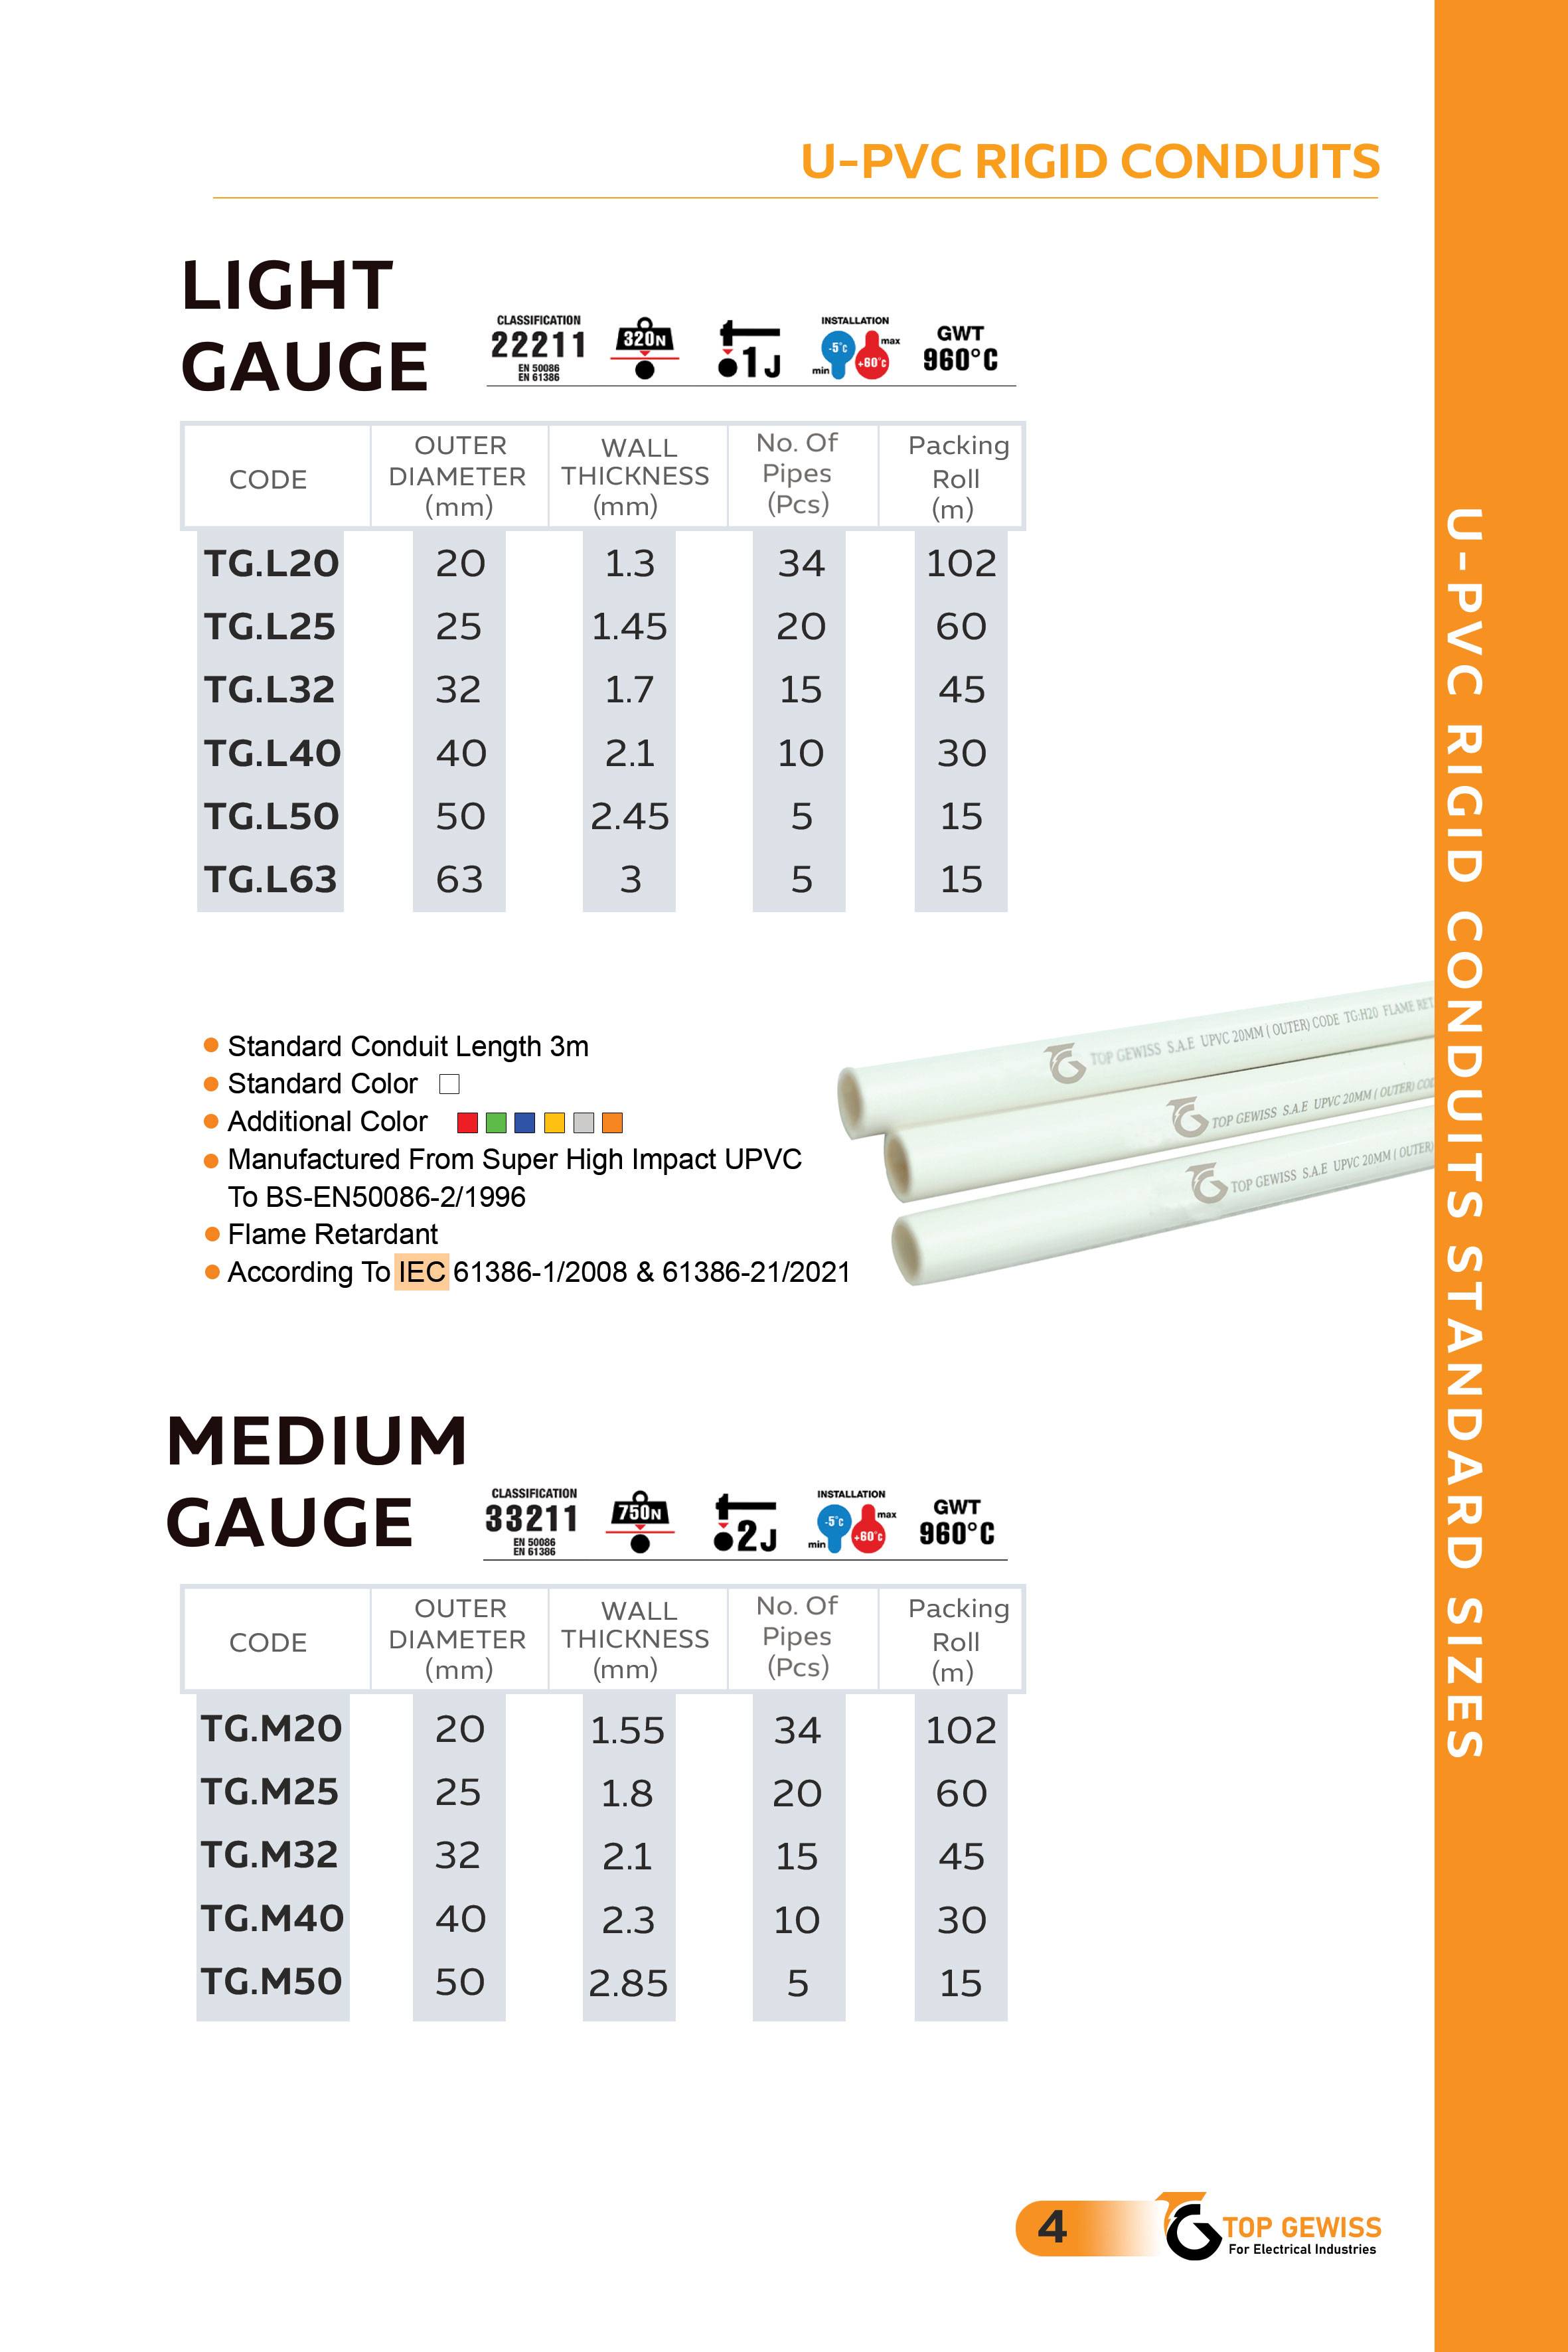 U-PVC RIGID CONDUITS
LIGHT
GAUGE
CLASSIFICATION
22211
EN 50086
EN 61386
320N
1J
INSTALLATION
-5°c
max
min
+60°c
GWT
960°C
CODE
OUTER
DIAMETER
(mm)
WALL
THICKNESS
(mm)
No. Of
Pipes
(Pcs)
Packing
Roll
(m)
TG.L20 20 1.3 34 102
TG.L25 25 1.45 20 60
TG.L32 32 1.7 15 45
TG.L40 40 2.1 10 30
TG.L50 50 2.45 5 15
TG.L63 63 3 5 15
Standard Conduit Length 3m
Standard Color
Additional Color
Manufactured From Super High Impact UPVC
To BS-EN50086-2/1996
Flame Retardant
According To IEC 61386-1/2008 & 61386-21/2021
TOP GEWISS S.A.E UPVC 20MM ( OUTER) CODE TG:H20 FLAME RET
TOP GEWISS S.A.E UPVC 20MM ( OUTER) COD
TOP GEWISS S.A.E UPVC 20MM ( OUTER)
MEDIUM
GAUGE
CLASSIFICATION
33211
EN 50086
EN 61386
750N
2J
INSTALLATION
-5°c
max
min
+60°c
GWT
960°C
CODE
OUTER
DIAMETER
(mm)
WALL
THICKNESS
(mm)
No. Of
Pipes
(Pcs)
Packing
Roll
(m)
TG.M20 20 1.55 34 102
TG.M25 25 1.8 20 60
TG.M32 32 2.1 15 45
TG.M40 40 2.3 10 30
TG.M50 50 2.85 5 15
4
TOP GEWISS
For Electrical Industries
U-PVC RIGID CONDUITS STANDARD SIZES